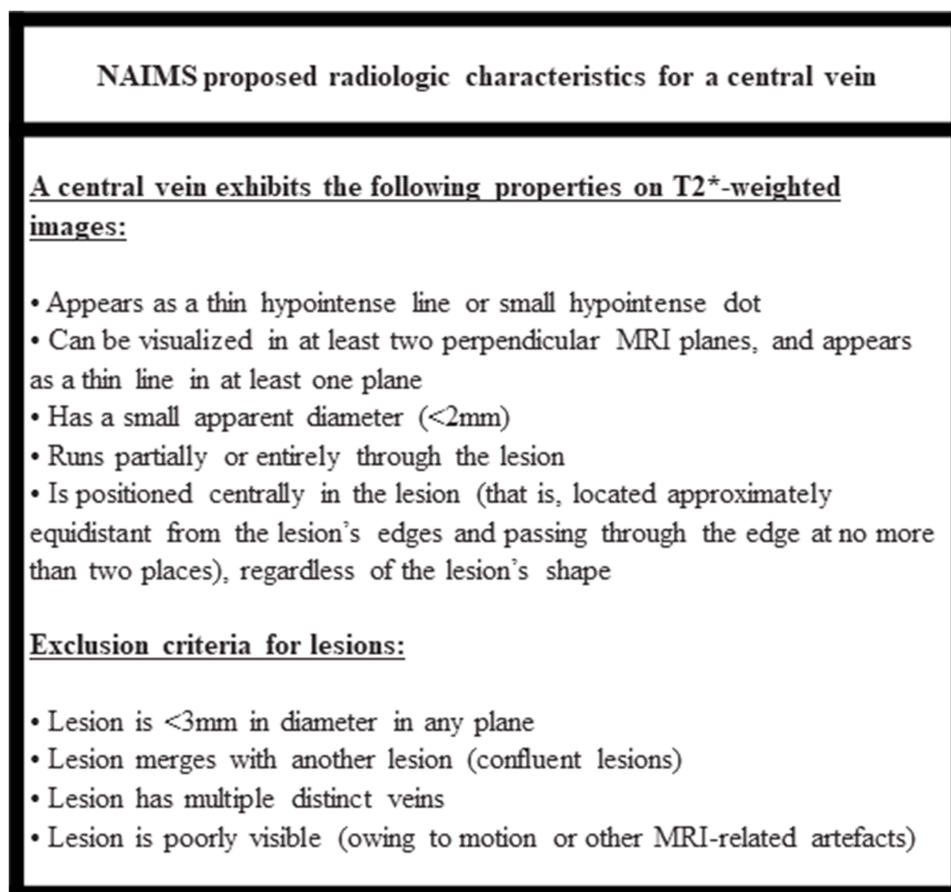 NAIMS proposed radiologic characteristics for a central vein
A central vein exhibits the following properties on T2*-weighted
images:
• Appears as a thin hypointense line or small hypointense dot
• Can be visualized in at least two perpendicular MRI planes, and appears
as a thin line in at least one plane
• Has a small apparent diameter (<2mm)
• Runs partially or entirely through the lesion
• Is positioned centrally in the lesion (that is, located approximately
equidistant from the lesion's edges and passing through the edge at no more
than two places), regardless of the lesion's shape
Exclusion criteria for lesions:
• Lesion is <3mm in diameter in any plane
• Lesion merges with another lesion (confluent lesions)
• Lesion has multiple distinct veins
• Lesion is poorly visible (owing to motion or other MRI-related artefacts)